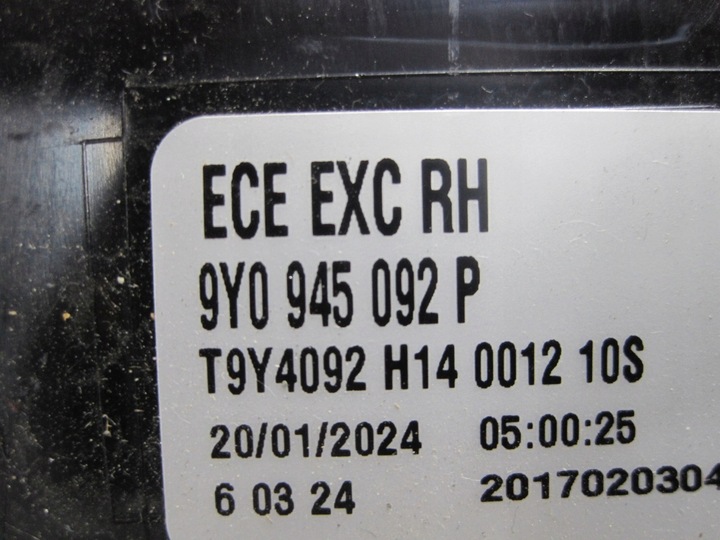 ECE EXC RH
9Y0 945 092 P
T9Y4092 H14 0012 10S
20/01/2024 05:00:25
6 03 24 2017020304